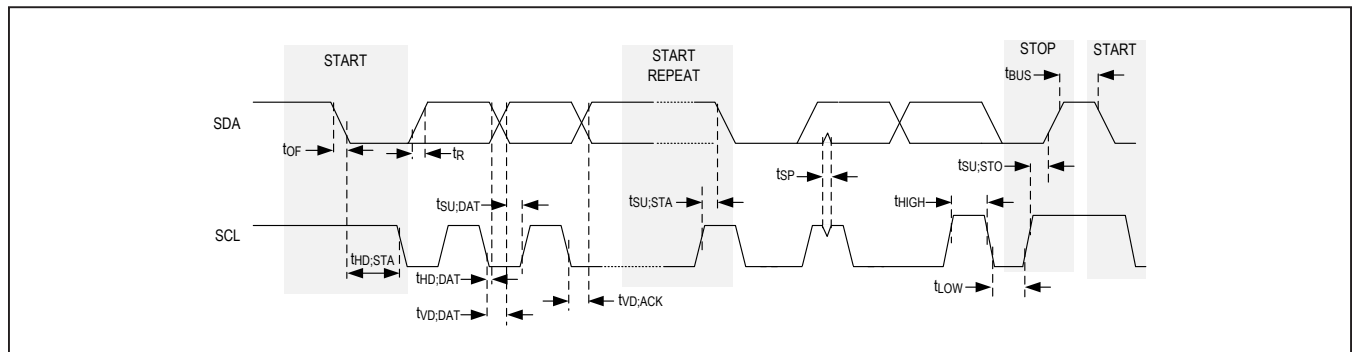 START
START
REPEAT
STOP
START
tBUS
SDA
tOF
tR
tSP
tSU;STO
tSU;DAT
tSU;STA
tHIGH
SCL
tHD;STA
tHD;DAT
tVD;ACK
tLOW
tVD;DAT